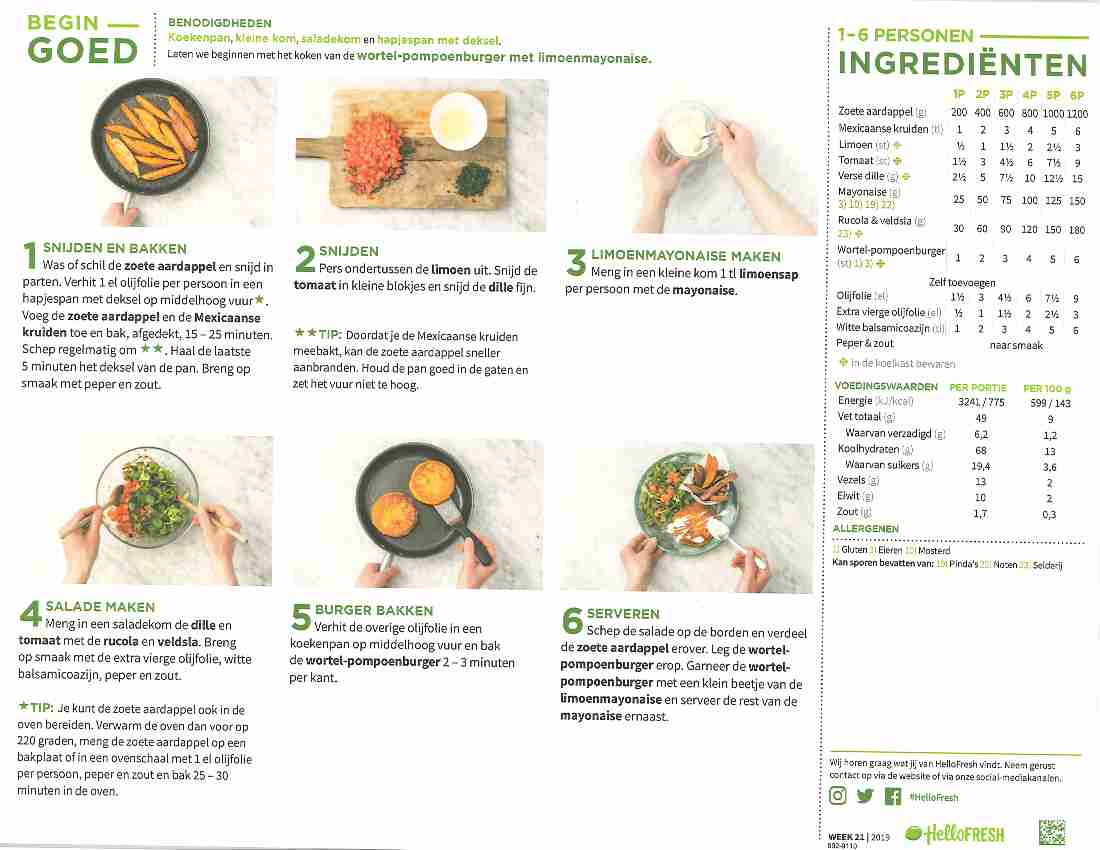 BEGIN
GOED
BENODIGDHEDEN
Koekenpan, kleine kom, saladekom en hapjespan met deksel.
Laten we beginnen met het koken van de wortel-pompoenburger met limoenmayonaise.
1 SNIJDEN EN BAKKEN
Was of schil de zoete aardappel en snijd in
parten. Verhit 1 el olijfolie per persoon in een
hapjespan met deksel op middelhoog vuur★.
Voeg de zoete aardappel en de Mexicaanse
kruiden toe en bak, afgedekt, 15 – 25 minuten.
Schep regelmatig om ★★. Haal de laatste
5 minuten het deksel van de pan. Breng op
smaak met peper en zout.
2 SNIJDEN
Pers ondertussen de limoen uit. Snijd de
tomaat in kleine blokjes en snijd de dille fijn.
★★TIP: Doordat je de Mexicaanse kruiden
meebakt, kan de zoete aardappel sneller
aanbranden. Houd de pan goed in de gaten en
zet het vuur niet te hoog.
3 LIMOENMAYONAISE MAKEN
Meng in een kleine kom 1 tl limoensap
per persoon met de mayonaise.
4 SALADE MAKEN
Meng in een saladekom de dille en
tomaat met de rucola en veldsla. Breng
op smaak met de extra vierge olijfolie, witte
balsamicoazijn, peper en zout.
★TIP: Je kunt de zoete aardappel ook in de
oven bereiden. Verwarm de oven dan voor op
220 graden, meng de zoete aardappel op een
bakplaat of in een ovenschaal met 1 el olijfolie
per persoon, peper en zout en bak 25 – 30
minuten in de oven.
5 BURGER BAKKEN
Verhit de overige olijfolie in een
koekenpan op middelhoog vuur en bak
de wortel-pompoenburger 2 – 3 minuten
per kant.
6 SERVEREN
Schep de salade op de borden en verdeel
de zoete aardappel erover. Leg de wortel-
pompoenburger erop. Garneer de wortel-
pompoenburger met een klein beetje van de
limoenmayonaise en serveer de rest van de
mayonaise ernaast.
1-6 PERSONEN
INGREDIËNTEN
1P 2P 3P 4P 5P 6P
Zoete aardappel (g) 200 400 600 800 1000 1200
Mexicaanse kruiden (tl) 1 2 3 4 5 6
Limoen (st) ½ 1 1½ 2 2½ 3
Tomaat (st) 1½ 3 4½ 6 7½ 9
Verse dille (g) 2½ 5 7½ 10 12½ 15
Mayonaise (g)
3) 10) 19) 22) 25 50 75 100 125 150
Rucola & veldsla (g)
23) 30 60 90 120 150 180
Wortel-pompoenburger
(st) 1) 3) 1 2 3 4 5 6
Zelf toevoegen
Olijfolie (el) 1½ 3 4½ 6 7½ 9
Extra vierge olijfolie (el) ½ 1 1½ 2 2½ 3
Witte balsamicoazijn (tl) 1 2 3 4 5 6
Peper & zout naar smaak
in de koelkast bewaren
VOEDINGSWAARDEN PER PORTIE PER 100 g
Energie (kJ/kcal) 3241 / 775 599 / 143
Vet totaal (g) 49 9
Waarvan verzadigd (g) 6,2 1,2
Koolhydraten (g) 68 13
Waarvan suikers (g) 19,4 3,6
Vezels (g) 13 2
Eiwit (g) 10 2
Zout (g) 1,7 0,3
ALLERGENEN
1) Gluten 3) Eieren 10) Mosterd
Kan sporen bevatten van: 19) Pinda's 22) Noten 23) Selderij
Wij horen graag wat jij van HelloFresh vindt. Neem gerust
contact op via de website of via onze social-mediakanalen.
#HelloFresh
WEEK 21 | 2019
HelloFRESH